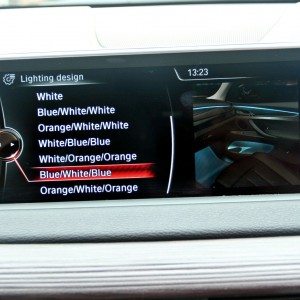 Lighting design
13:23
White
Blue/White/White
Orange/White/White
White/Blue/Blue
White/Orange/Orange
Blue/White/Blue
Orange/White/Orange